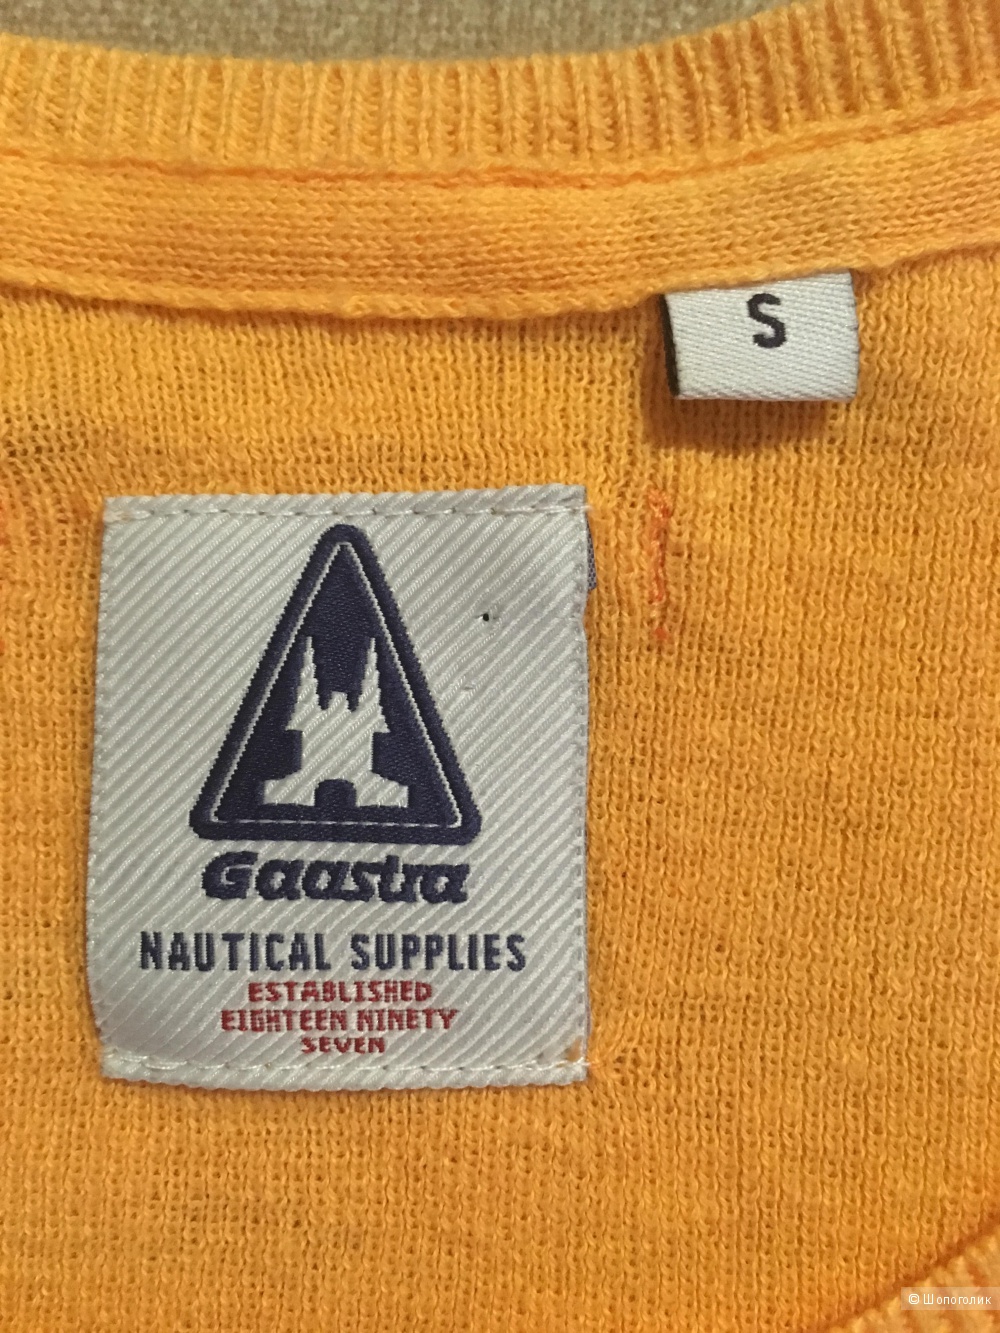 S
Gaastra
NAUTICAL SUPPLIES
ESTABLISHED
EIGHTEEN NINETY
SEVEN
© Шопоголик